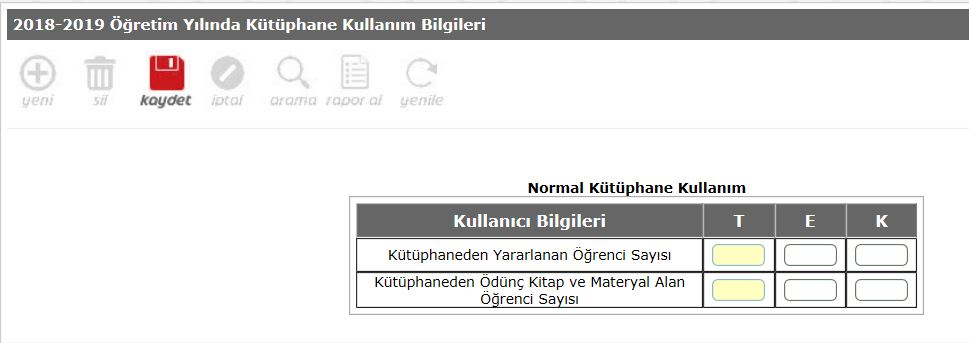 2018-2019 Öğretim Yılında Kütüphane Kullanım Bilgileri
yeni sil kaydet iptal arama rapor al yenile
Normal Kütüphane Kullanım
Kullanıcı Bilgileri T E K
Kütüphaneden Yararlanan Öğrenci Sayısı
Kütüphaneden Ödünç Kitap ve Materyal Alan
Öğrenci Sayısı